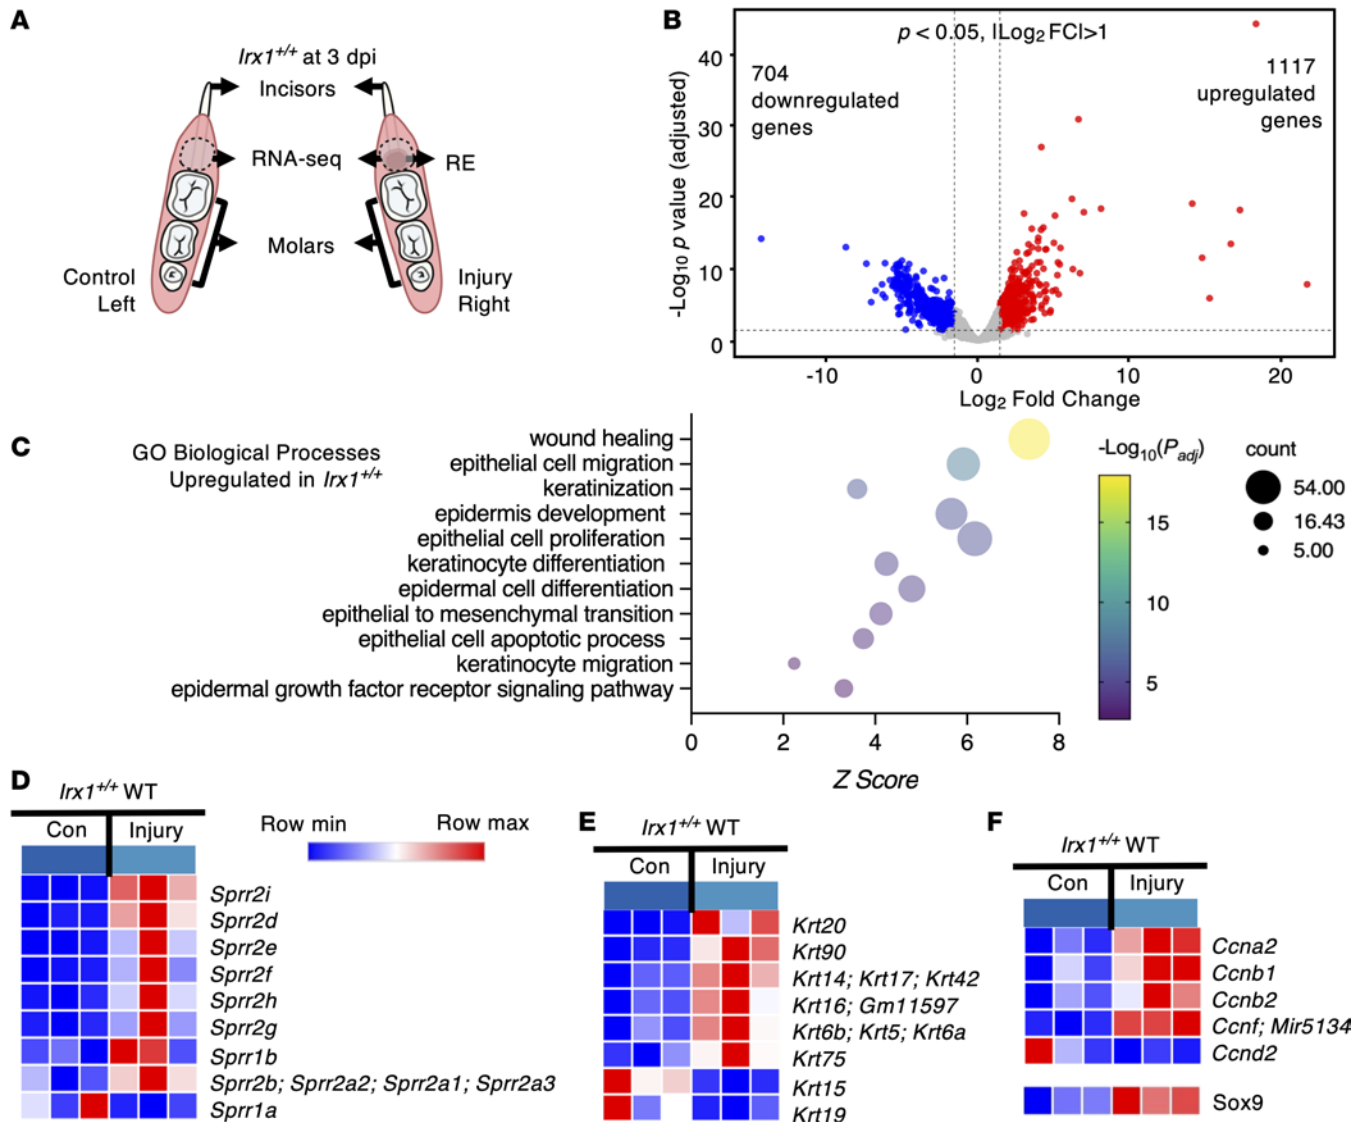 A
Irx1+/+ at 3 dpi
Incisors
RNA-seq
RE
Molars
Control
Left
Injury
Right
B
p < 0.05, |Log2 FC|>1
704
downregulated
genes
1117
upregulated
genes
-Log10 p value (adjusted)
40
30
20
10
0
-10
0
10
20
Log2 Fold Change
C
GO Biological Processes
Upregulated in Irx1+/+
wound healing
epithelial cell migration
keratinization
epidermis development
epithelial cell proliferation
keratinocyte differentiation
epidermal cell differentiation
epithelial to mesenchymal transition
epithelial cell apoptotic process
keratinocyte migration
epidermal growth factor receptor signaling pathway
0
2
4
6
8
Z Score
-Log10(Padj)
15
10
5
count
54.00
16.43
5.00
D
Irx1+/+ WT
Con
Injury
Row min
Row max
Sprr2i
Sprr2d
Sprr2e
Sprr2f
Sprr2h
Sprr2g
Sprr1b
Sprr2b; Sprr2a2; Sprr2a1; Sprr2a3
Sprr1a
E
Irx1+/+ WT
Con
Injury
Krt20
Krt90
Krt14; Krt17; Krt42
Krt16; Gm11597
Krt6b; Krt5; Krt6a
Krt75
Krt15
Krt19
F
Irx1+/+ WT
Con
Injury
Ccna2
Ccnb1
Ccnb2
Ccnf; Mir5134
Ccnd2
Sox9